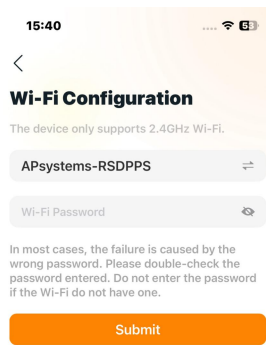 15:40
58
Wi-Fi Configuration
The device only supports 2.4GHz Wi-Fi.
APsystems-RSDPPS
Wi-Fi Password
In most cases, the failure is caused by the
wrong password. Please double-check the
password entered. Do not enter the password
if the Wi-Fi do not have one.
Submit